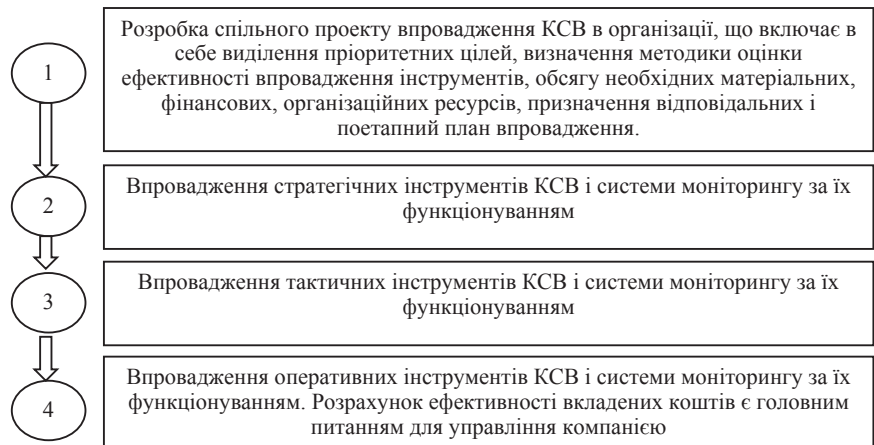 1
Розробка спільного проекту впровадження КСВ в організації, що включає в
себе виділення пріоритетних цілей, визначення методики оцінки
ефективності впровадження інструментів, обсягу необхідних матеріальних,
фінансових, організаційних ресурсів, призначення відповідальних і
поетапний план впровадження.
2
Впровадження стратегічних інструментів КСВ і системи моніторингу за їх
функціонуванням
3
Впровадження тактичних інструментів КСВ і системи моніторингу за їх
функціонуванням
4
Впровадження оперативних інструментів КСВ і системи моніторингу за їх
функціонуванням. Розрахунок ефективності вкладених коштів є головним
питанням для управління компанією